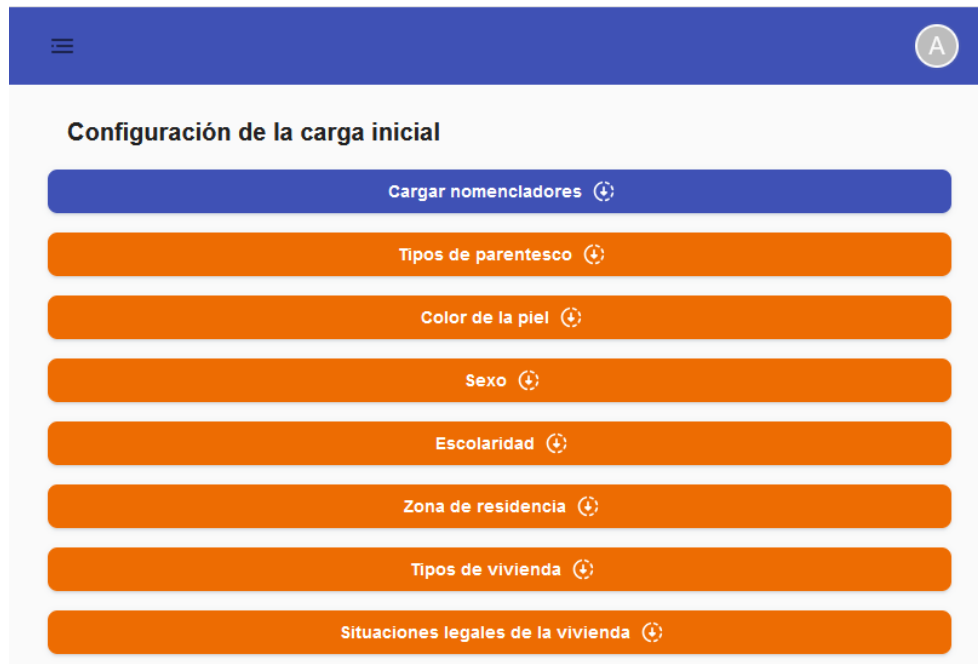 A
Configuración de la carga inicial
Cargar nomencladores
Tipos de parentesco
Color de la piel
Sexo
Escolaridad
Zona de residencia
Tipos de vivienda
Situaciones legales de la vivienda